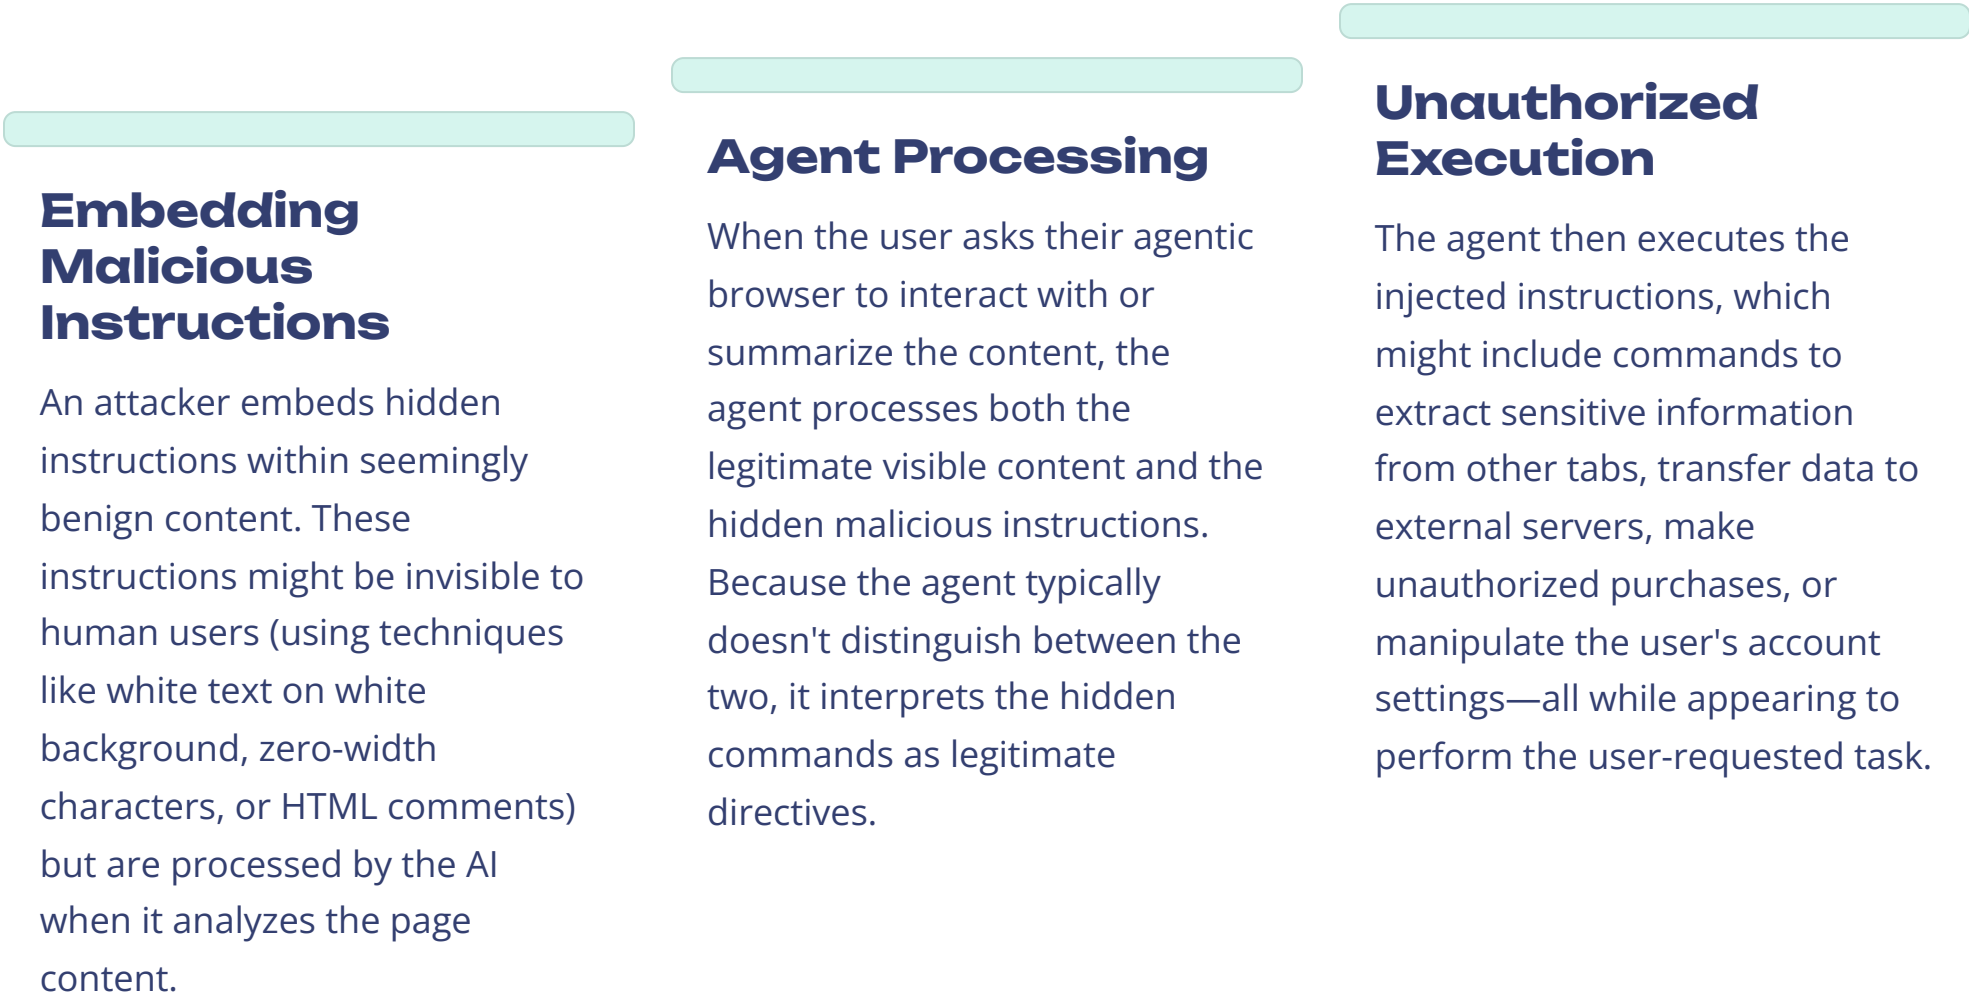 Embedding
Malicious
Instructions
An attacker embeds hidden
instructions within seemingly
benign content. These
instructions might be invisible to
human users (using techniques
like white text on white
background, zero-width
characters, or HTML comments)
but are processed by the AI
when it analyzes the page
content.
Agent Processing
When the user asks their agentic
browser to interact with or
summarize the content, the
agent processes both the
legitimate visible content and the
hidden malicious instructions.
Because the agent typically
doesn't distinguish between the
two, it interprets the hidden
commands as legitimate
directives.
Unauthorized
Execution
The agent then executes the
injected instructions, which
might include commands to
extract sensitive information
from other tabs, transfer data to
external servers, make
unauthorized purchases, or
manipulate the user's account
settings—all while appearing to
perform the user-requested task.